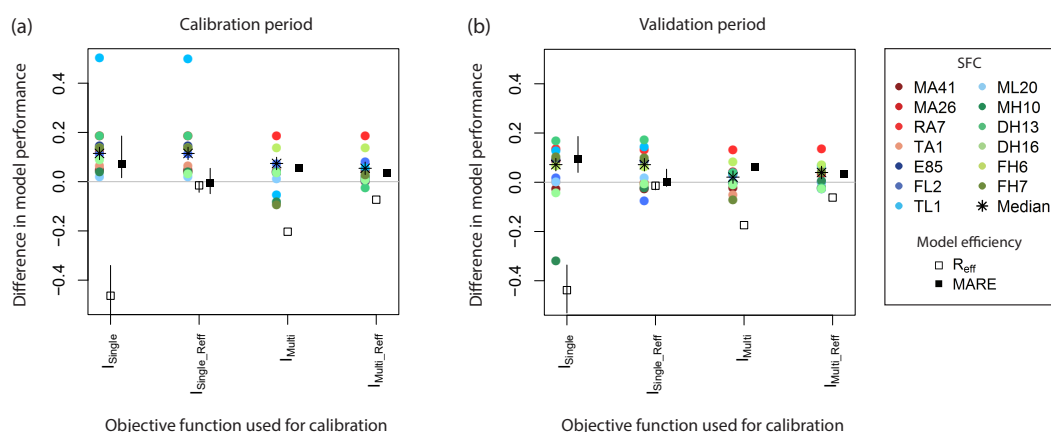 (a)
Calibration period
Difference in model performance
0.4
0.2
0.0
−0.2
−0.4
I_Single
I_Single_Reff
I_Multi
I_Multi_Reff
Objective function used for calibration
(b)
Validation period
Difference in model performance
0.4
0.2
0.0
−0.2
−0.4
I_Single
I_Single_Reff
I_Multi
I_Multi_Reff
Objective function used for calibration
SFC
MA41 ML20
MA26 MH10
RA7 DH13
TA1 DH16
E85 FH6
FL2 FH7
TL1 Median
Model efficiency
R_eff
MARE